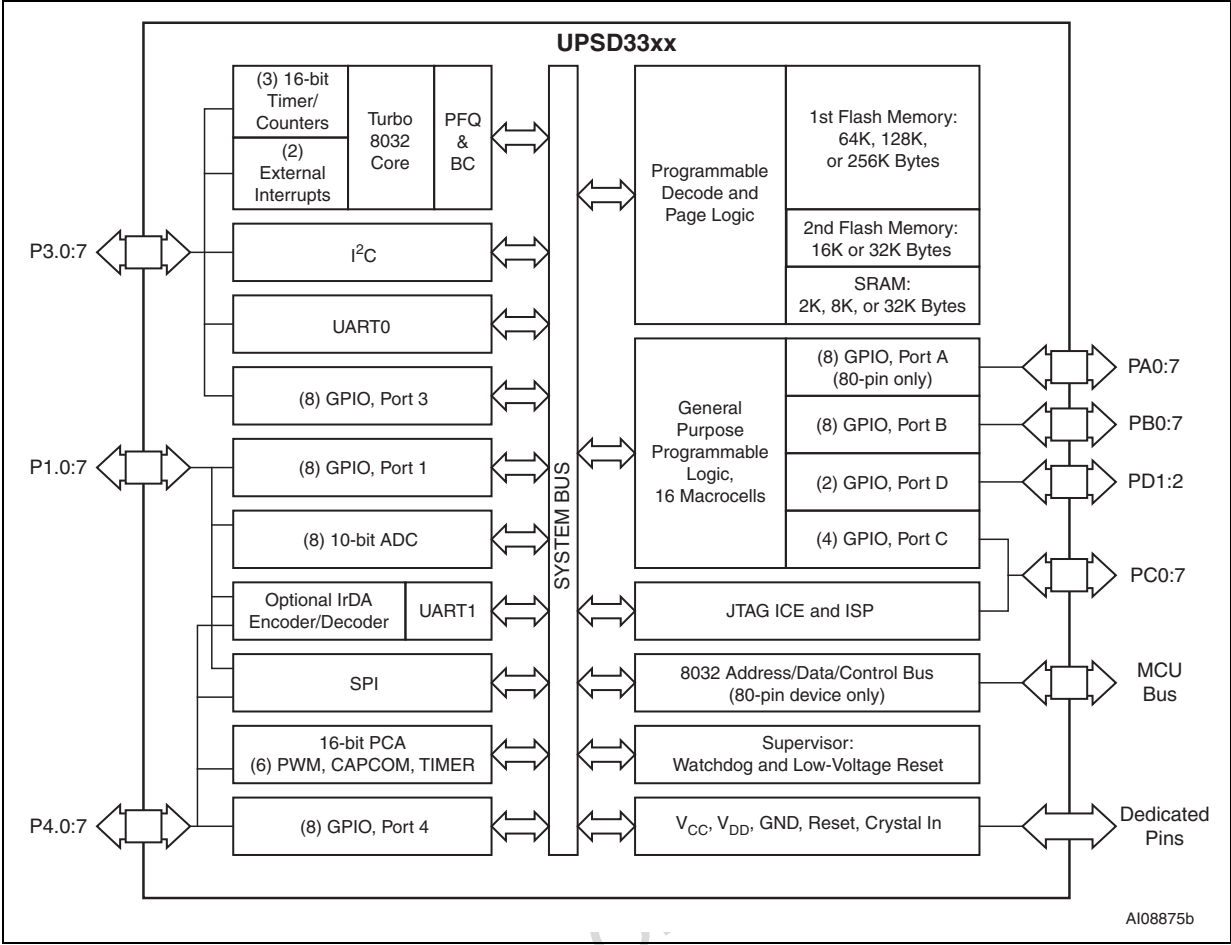 UPSD33xx
(3) 16-bit
Timer/
Counters
(2)
External
Interrupts
Turbo
8032
Core
PFQ
&
BC
I2C
UART0
(8) GPIO, Port 3
(8) GPIO, Port 1
(8) 10-bit ADC
Optional IrDA
Encoder/Decoder
UART1
SPI
16-bit PCA
(6) PWM, CAPCOM, TIMER
(8) GPIO, Port 4
P3.0:7
P1.0:7
P4.0:7
SYSTEM BUS
Programmable
Decode and
Page Logic
1st Flash Memory:
64K, 128K,
or 256K Bytes
2nd Flash Memory:
16K or 32K Bytes
SRAM:
2K, 8K, or 32K Bytes
General
Purpose
Programmable
Logic,
16 Macrocells
(8) GPIO, Port A
(80-pin only)
(8) GPIO, Port B
(2) GPIO, Port D
(4) GPIO, Port C
JTAG ICE and ISP
8032 Address/Data/Control Bus
(80-pin device only)
Supervisor:
Watchdog and Low-Voltage Reset
VCC, VDD, GND, Reset, Crystal In
PA0:7
PB0:7
PD1:2
PC0:7
MCU
Bus
Dedicated
Pins
AI08875b